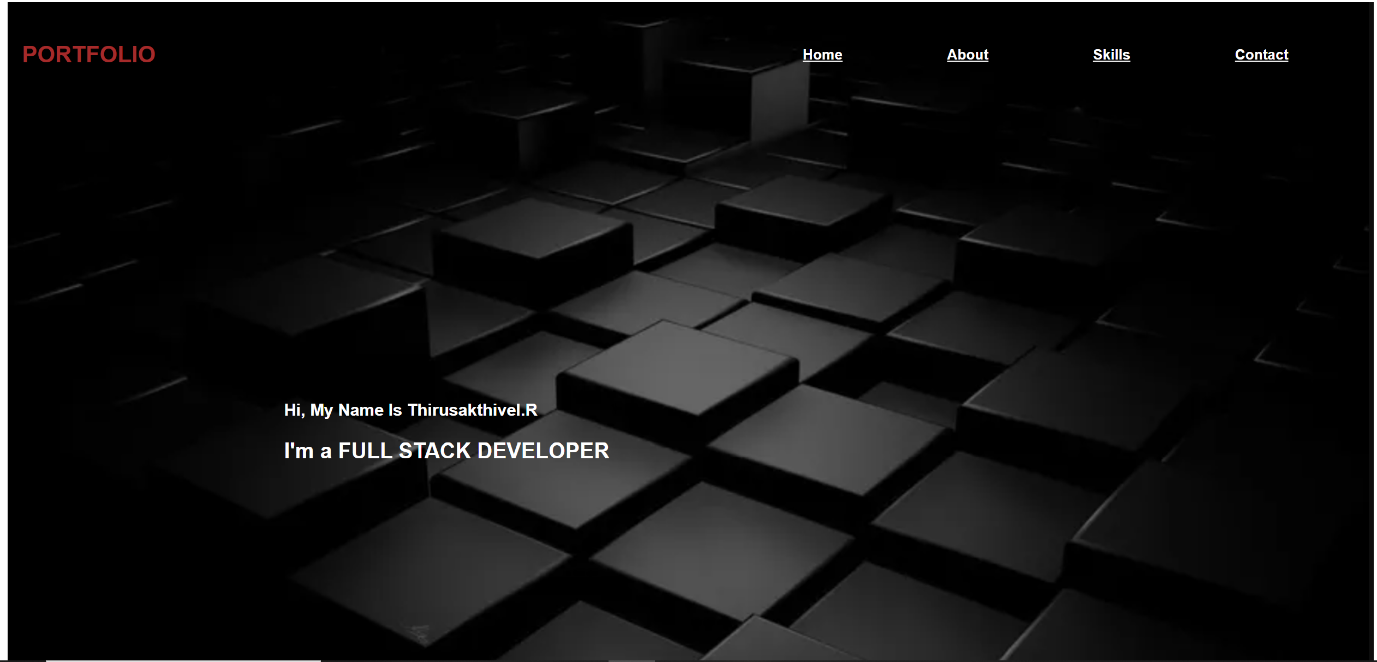 PORTFOLIO Home About Skills Contact
Hi, My Name Is Thirusakthivel.R
I'm a FULL STACK DEVELOPER